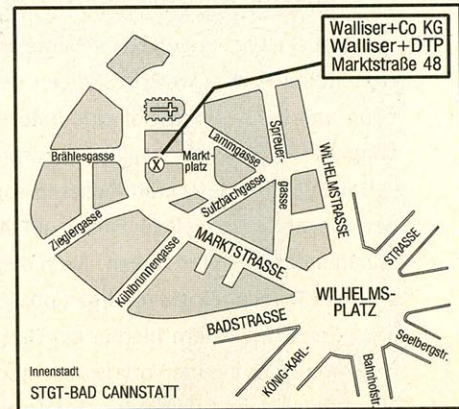 Walliser+Co KG
Walliser+DTP
Marktstraße 48
Brählesgasse
Markt-
platz
Lammgasse
Spreuer-
gasse
WILHELMSTRASSE
Sulzbachgasse
Zieglergasse
Kühlbrunnengasse
MARKTSTRASSE
STRASSE
WILHELMS-
PLATZ
BADSTRASSE
KÖNIG-KARL-
Bahnhofstr.
Seelbergstr.
Innenstadt
STGT-BAD CANNSTATT